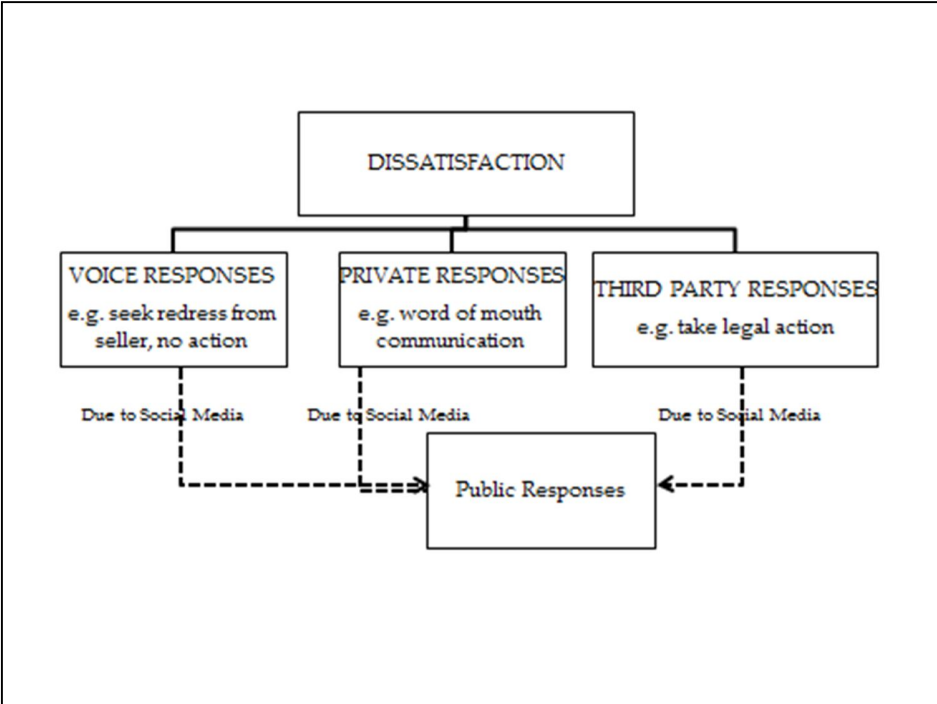 DISSATISFACTION
VOICE RESPONSES
e.g. seek redress from
seller, no action
PRIVATE RESPONSES
e.g. word of mouth
communication
THIRD PARTY RESPONSES
e.g. take legal action
Due to Social Media
Due to Social Media
Due to Social Media
Public Responses